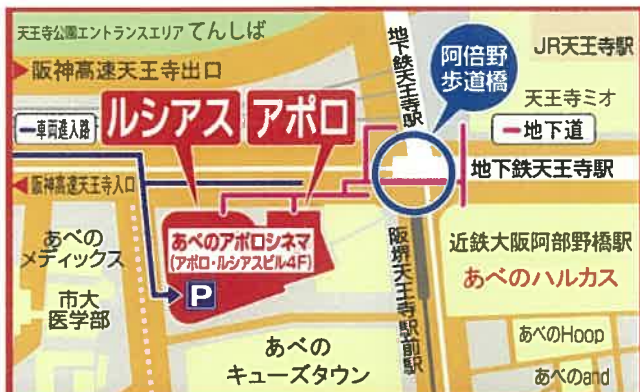 天王寺公園エントランスエリア てんしば
阪神高速天王寺出口
地下鉄天王寺駅
阿倍野
歩道橋
JR天王寺駅
天王寺ミオ
車両進入路
ルシアス
アポロ
地下道
地下鉄天王寺駅
阪神高速天王寺入口
あべの
メディックス
市大
医学部
あべのアポロシネマ
(アポロ・ルシアスビル4F)
P
阪堺天王寺駅前駅
近鉄大阪阿部野橋駅
あべのハルカス
あべのHoop
あべのand
あべの
キューズタウン